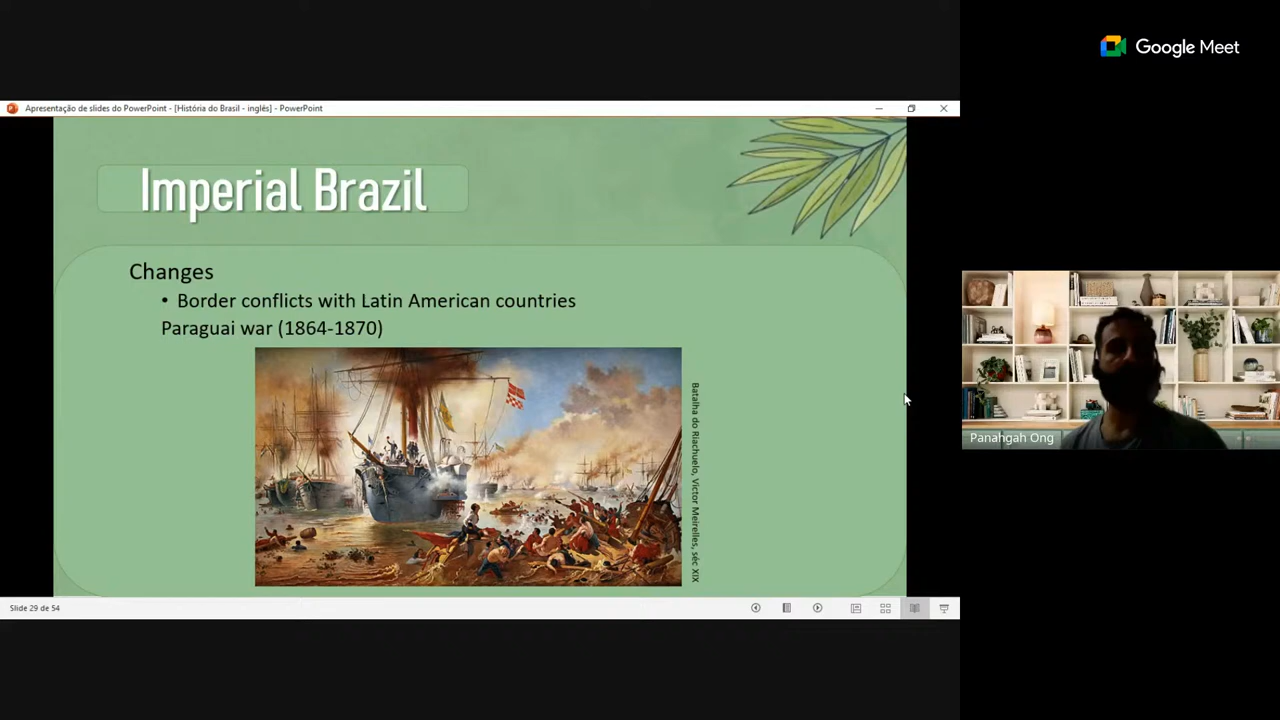 Google Meet
Apresentação de slides do PowerPoint - [História do Brasil - inglês] - PowerPoint
Imperial Brazil
Changes
• Border conflicts with Latin American countries
Paraguai war (1864-1870)
Batalha do Riachuelo, Victor Meirelles, séc XIX
Panahgah Ong
Slide 29 de 54